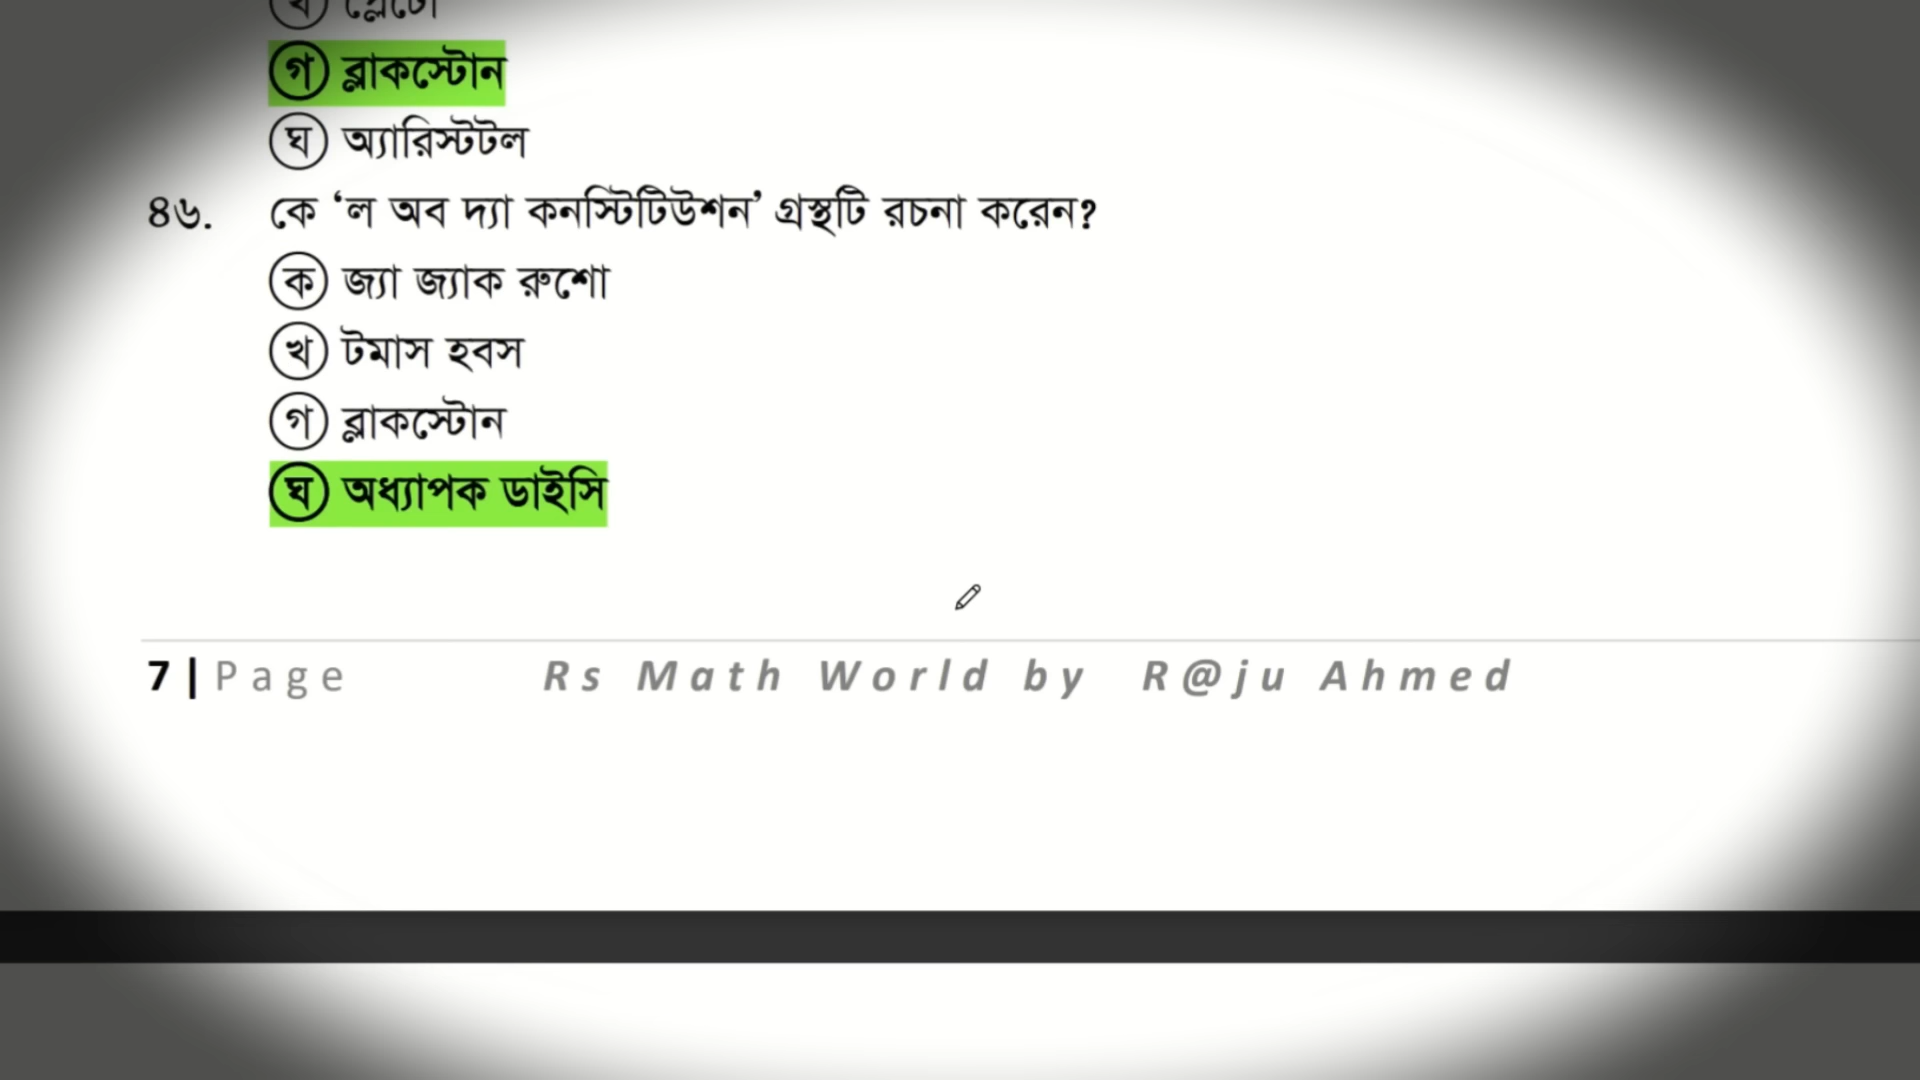 খ প্লেটো
গ ব্লাকস্টোন
ঘ অ্যারিস্টটল
৪৬. কে ‘ল অব দ্যা কনস্টিটিউশন’ গ্রন্থটি রচনা করেন?
ক জ্যা জ্যাক রুশো
খ টমাস হবস
গ ব্লাকস্টোন
ঘ অধ্যাপক ডাইসি
7 | Page Rs Math World by R@ju Ahmed